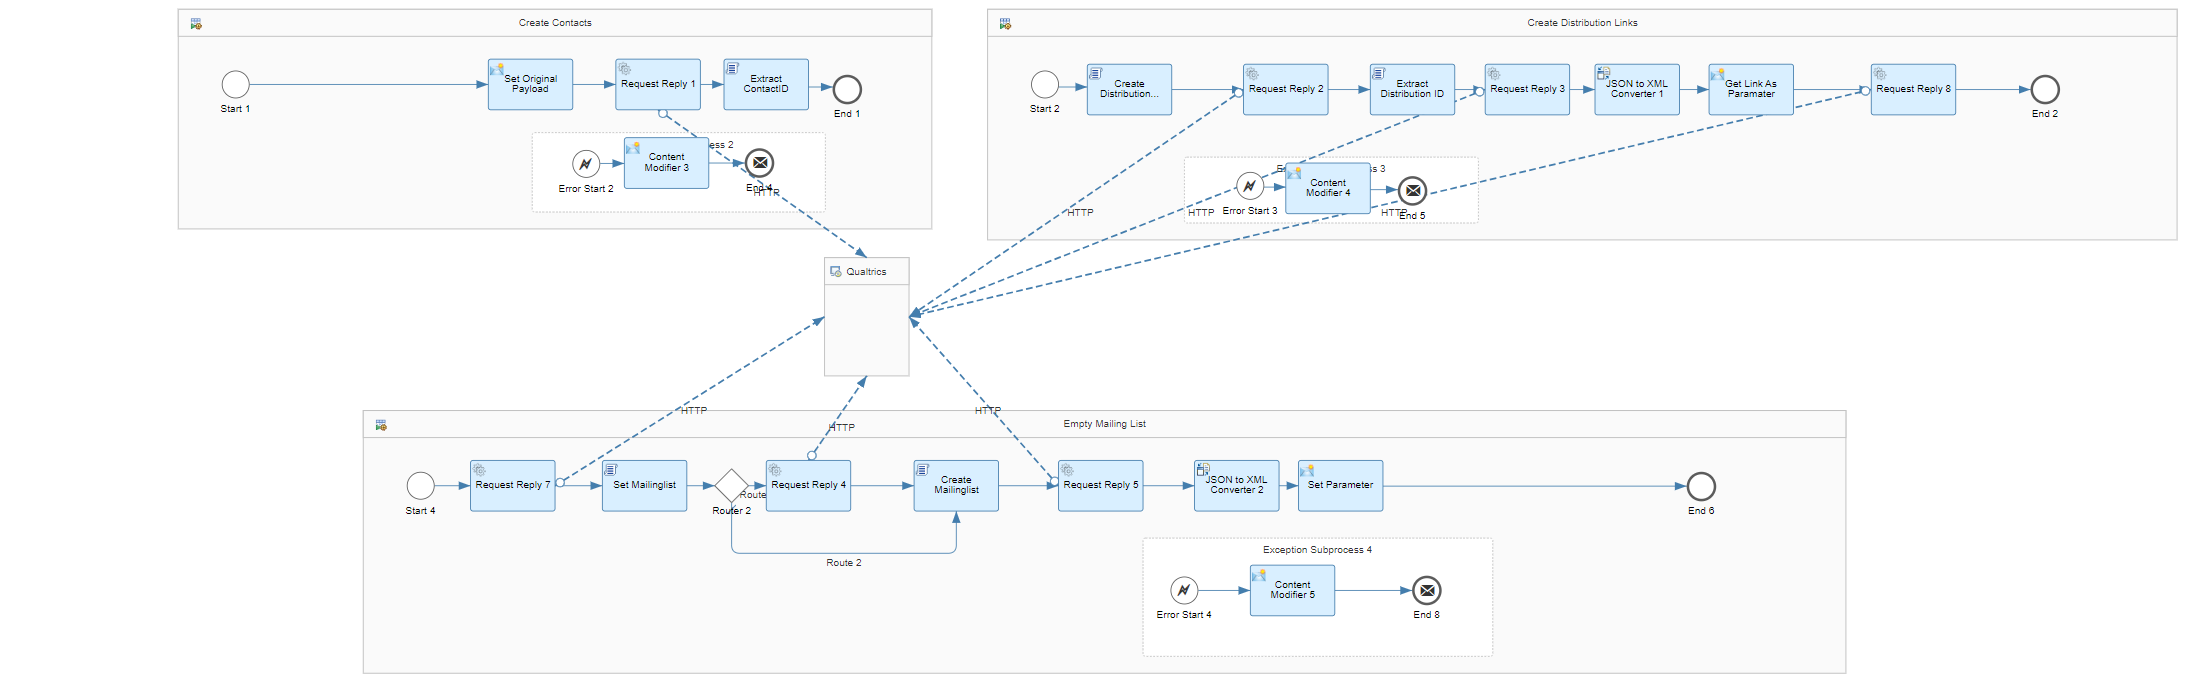 Create Contacts
Start 1
Set Original
Payload
Request Reply 1
Extract
ContactID
End 1
Error Start 2
Content
Modifier 3
2
End 4
HTTP
Create Distribution Links
Start 2
Create
Distribution...
Request Reply 2
Extract
Distribution ID
Request Reply 3
JSON to XML
Converter 1
Get Link As
Paramater
Request Reply 8
End 2
HTTP
HTTP
Error Start 3
Content
Modifier 4
3
HTTP
End 5
Qualtrics
HTTP
HTTP
HTTP
Empty Mailing List
Start 4
Request Reply 7
Set Mailinglist
Router 2
Route
Request Reply 4
Route 2
Create
Mailinglist
Request Reply 5
JSON to XML
Converter 2
Set Parameter
End 6
Exception Subprocess 4
Error Start 4
Content
Modifier 5
End 8